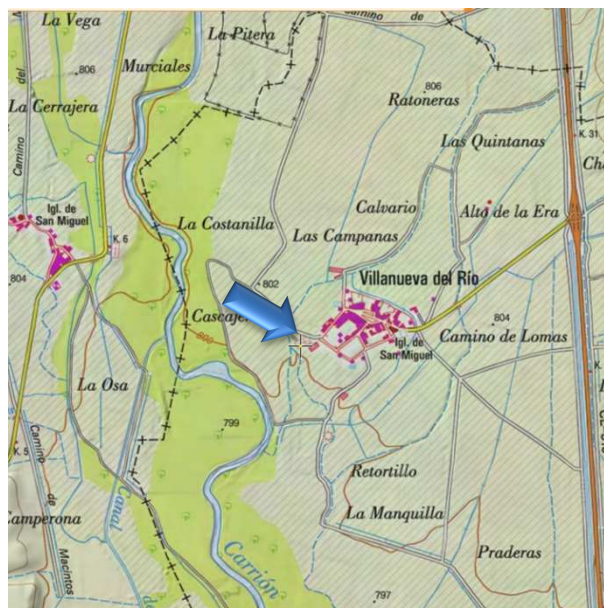 La Vega
Camino de
La Pitera
806
Murciales
806
Ratoneras
La Cerrajera
K. 31
Las Quintanas
Camino del
Igl. de
San Miguel
Calvario
Alto de la Era
La Costanilla
K. 6
Las Campanas
804
802
Villanueva del Río
Cascaje
804
Camino de Lomas
Igl. de
San Miguel
La Osa
799
K. 5
Camino
de
Macintos
Retortillo
La Manquilla
Camperona
Canal
de
Carrión
Praderas
797